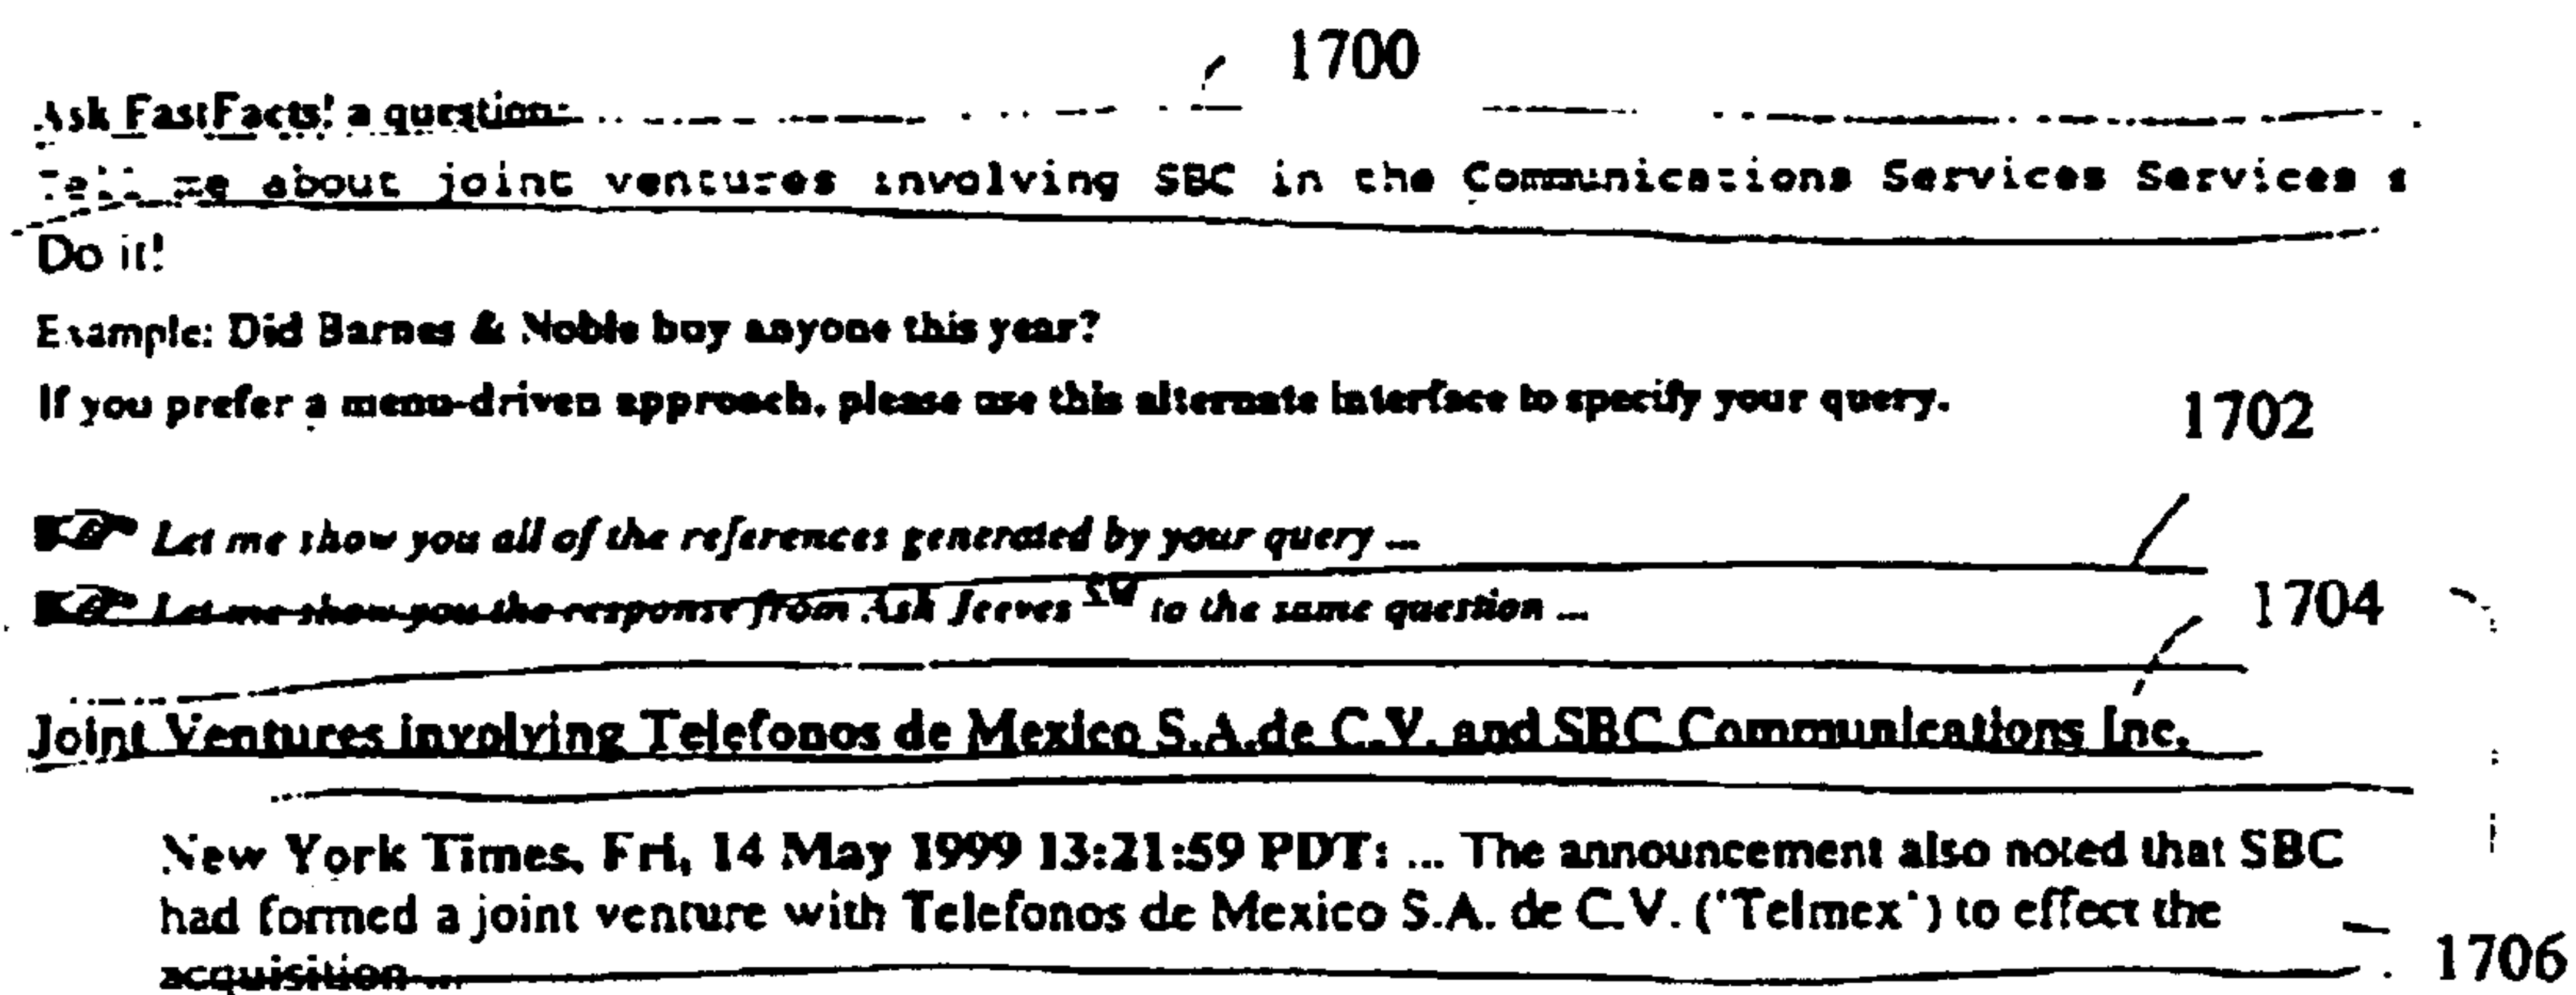 1700
Ask FastFacts! a question:
Tell me about joint ventures involving SBC in the Communications Services Services s
Do it!
Example: Did Barnes & Noble buy anyone this year?
If you prefer a menu-driven approach, please use this alternate interface to specify your query.
1702
Let me show you all of the references generated by your query ...
Let me show you the response from Ask Jeeves to the same question ...
1704
Joint Ventures involving Telefonos de Mexico S.A.de C.V. and SBC Communications Inc.
New York Times, Fri, 14 May 1999 13:21:59 PDT: ... The announcement also noted that SBC
had formed a joint venture with Telefonos de Mexico S.A. de C.V. ("Telmex") to effect the
acquisition ...
1706